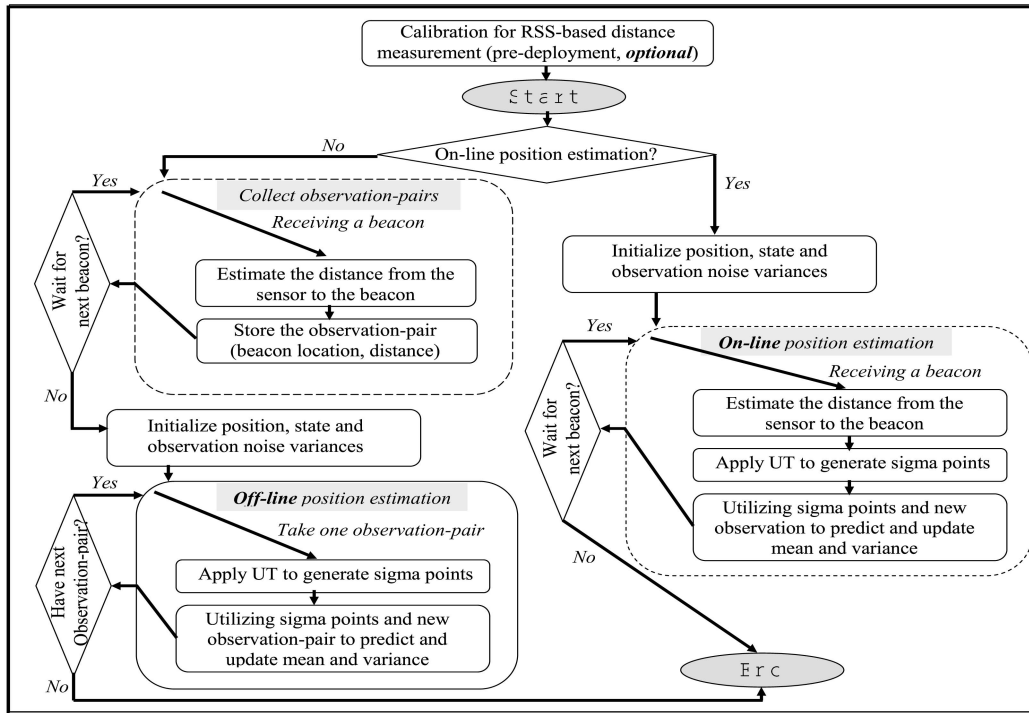 Calibration for RSS-based distance
measurement (pre-deployment, optional)
Start
On-line position estimation?
No
Yes
Yes
Collect observation-pairs
Receiving a beacon
Wait for
next beacon?
Estimate the distance from the
sensor to the beacon
Store the observation-pair
(beacon location, distance)
No
Initialize position, state and
observation noise variances
Yes
Off-line position estimation
Take one observation-pair
Have next
Observation-pair?
Apply UT to generate sigma points
Utilizing sigma points and new
observation-pair to predict and
update mean and variance
No
Initialize position, state and
observation noise variances
Yes
On-line position estimation
Receiving a beacon
Wait for
next beacon?
Estimate the distance from the
sensor to the beacon
Apply UT to generate sigma points
Utilizing sigma points and new
observation to predict and update
mean and variance
No
Erc